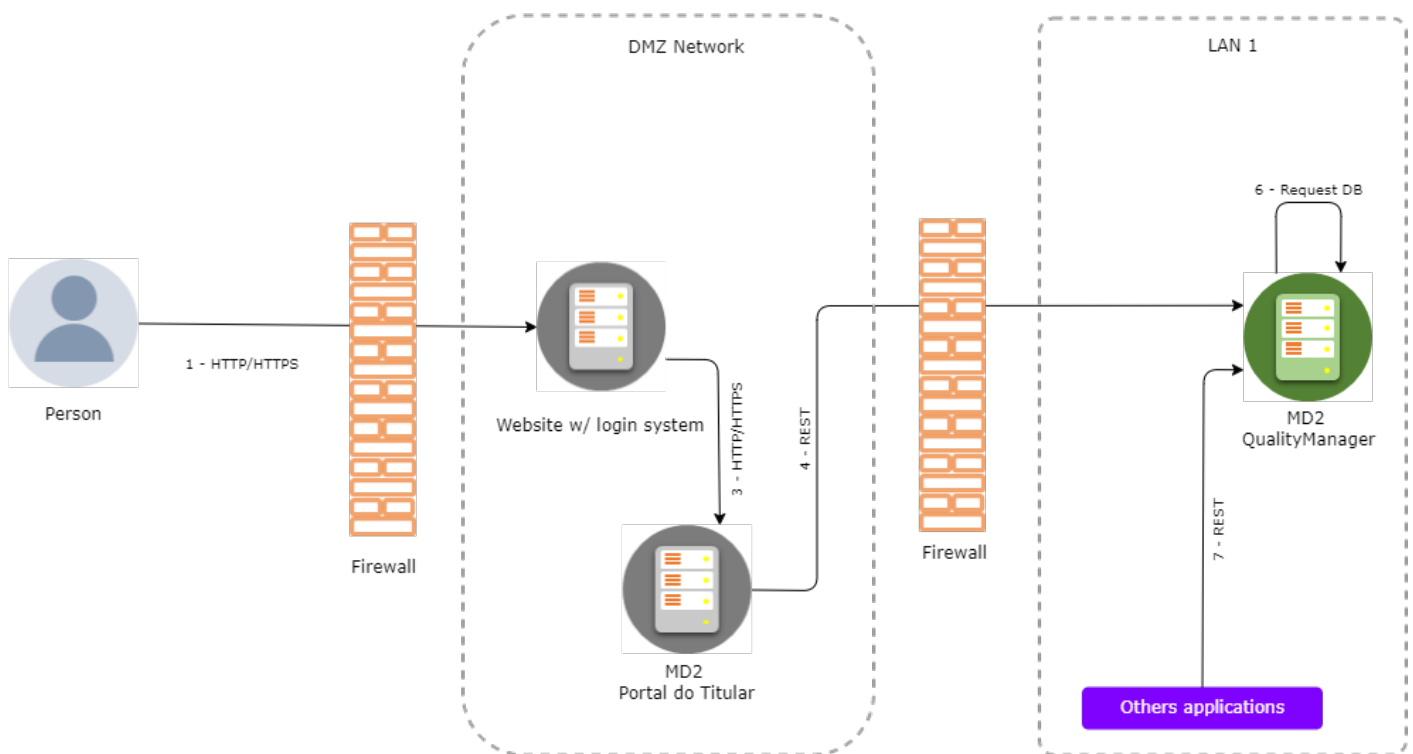 DMZ Network
LAN 1
6 - Request DB
1 - HTTP/HTTPS
Person
Website w/ login system
3 - HTTP/HTTPS
4 - REST
MD2
QualityManager
Firewall
Firewall
7 - REST
MD2
Portal do Titular
Others applications